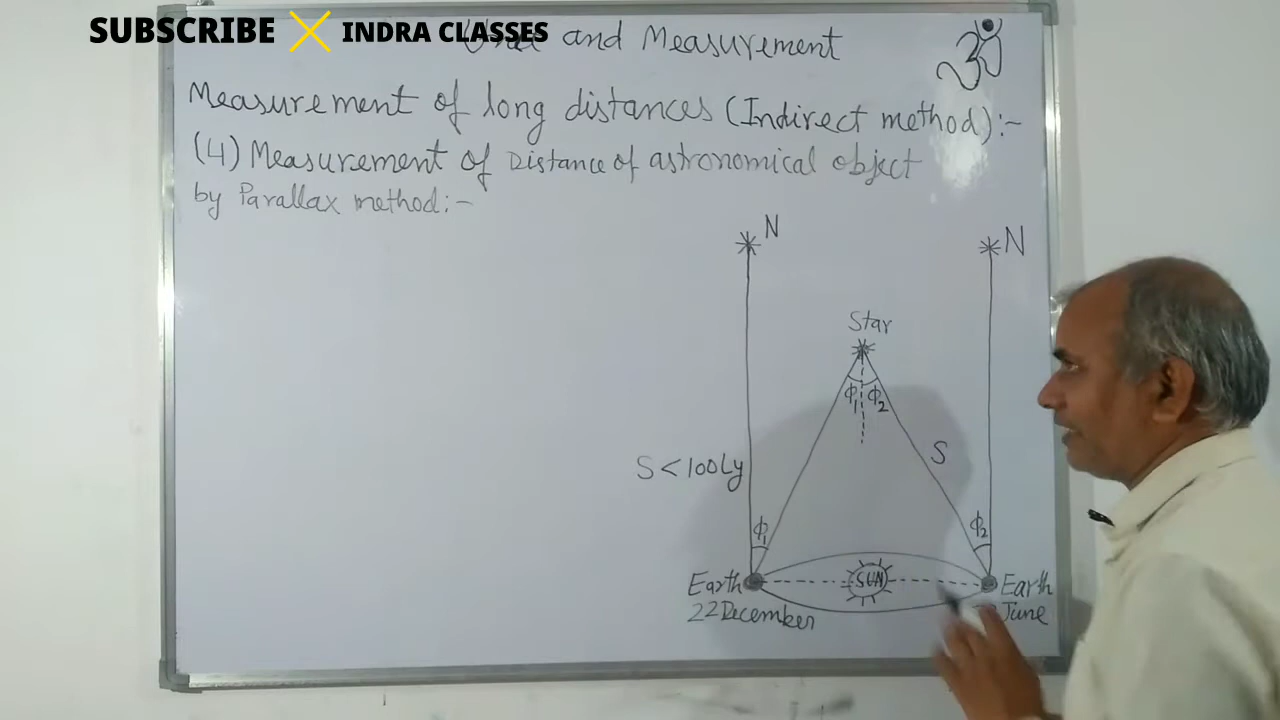 SUBSCRIBE INDRA CLASSES
and Measurement
ॐ
Measurement of long distances (Indirect method):-
(4) Measurement of Distance of astronomical object
by Parallax method:-
N N
Star
ϕ1 ϕ2
S
S<100Ly
ϕ1 ϕ2
Earth SUN Earth
22 December June